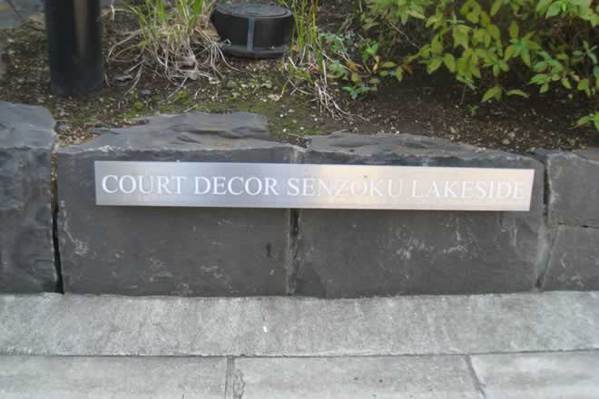 COURT DECOR SENZOKU LAKESIDE